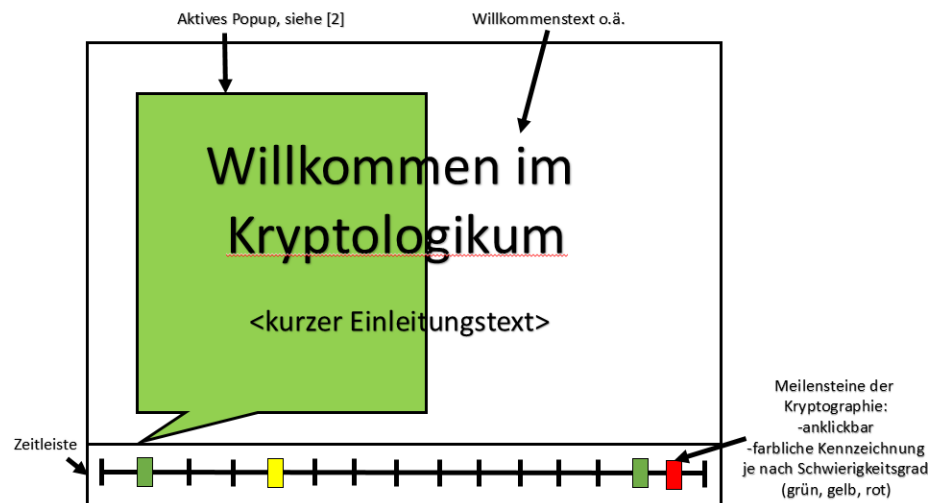 Aktives Popup, siehe [2]
Willkommenstext o.ä.
Willkommen im
Kryptologikum
<kurzer Einleitungstext>
Zeitleiste
Meilensteine der
Kryptographie:
-anklickbar
-farbliche Kennzeichnung
je nach Schwierigkeitsgrad
(grün, gelb, rot)